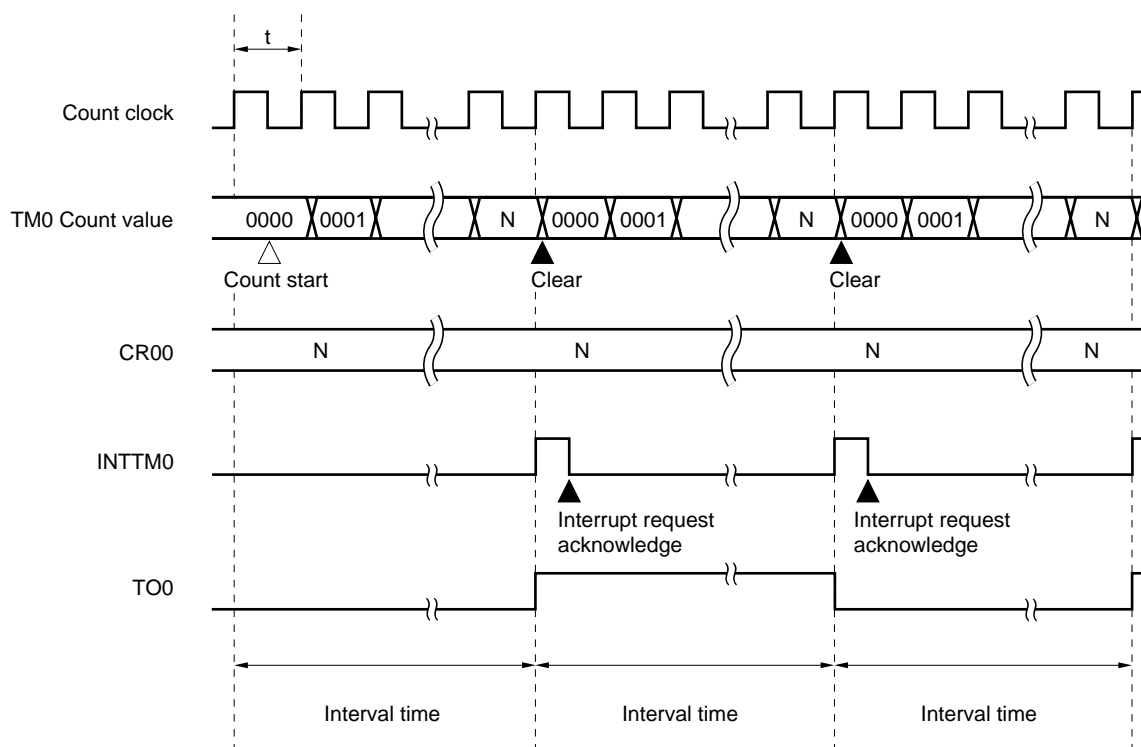 t
Count clock
TM0 Count value
0000 0001 N 0000 0001 N 0000 0001 N
Count start Clear Clear
CR00
N N N N
INTTM0
Interrupt request
acknowledge
Interrupt request
acknowledge
TO0
Interval time Interval time Interval time